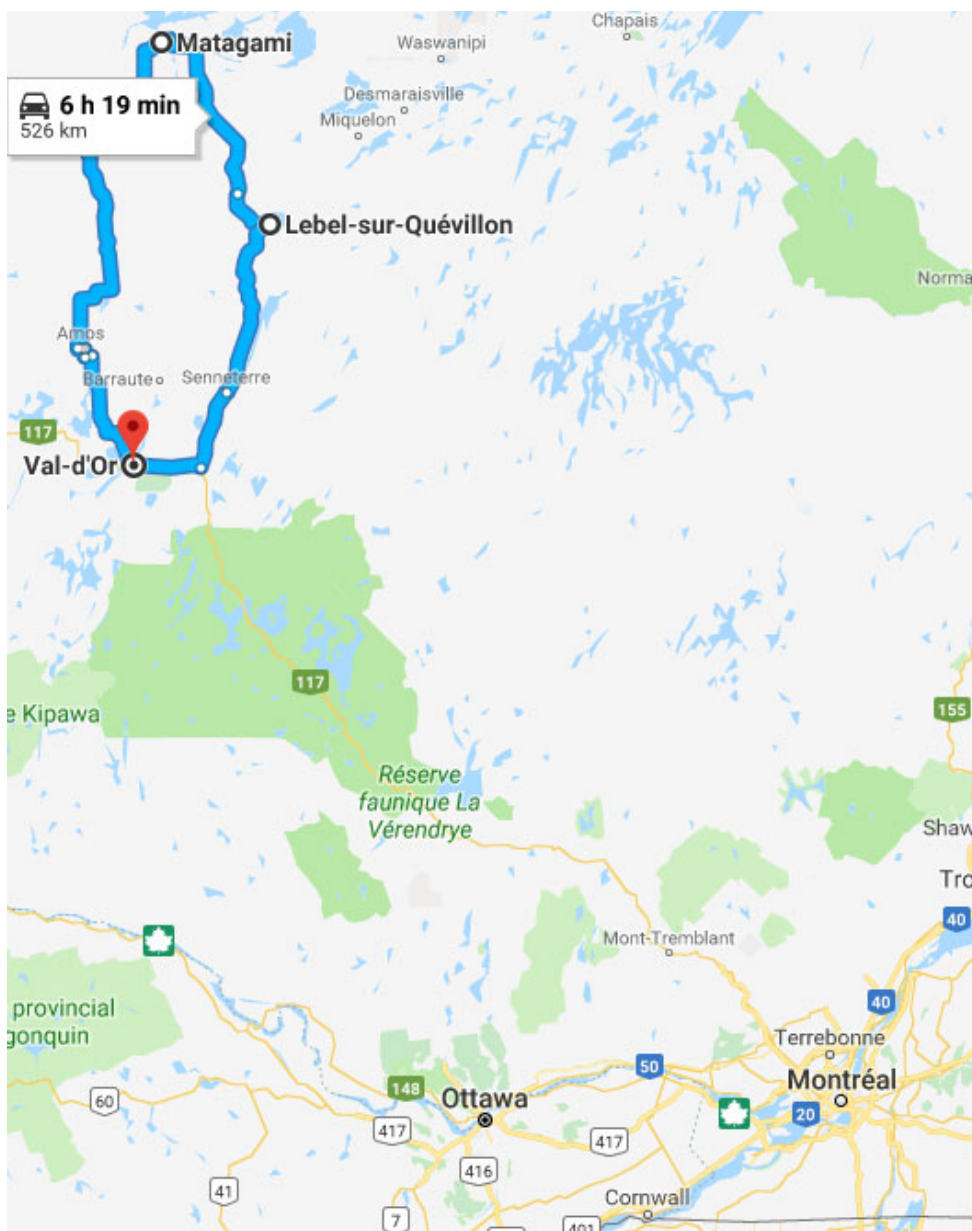 Chapais
Matagami
Waswanipi
6 h 19 min
526 km
Desmaraisville
Miquelon
Lebel-sur-Quévillon
Norma
Amos
Barraute
Senneterre
117
Val-d'Or
117
e Kipawa
155
Réserve
faunique La
Vérendrye
Shaw
Tro
40
Mont-Tremblant
provincial
gonquin
40
Terrebonne
50
148
Montréal
60
Ottawa
20
417
417
416
41
Cornwall
7
401